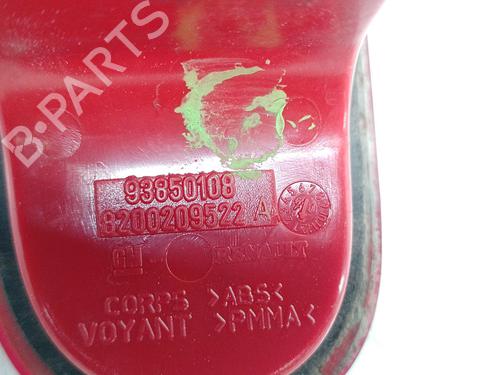 B-PARTS
93850108
8200209522 A
GM RENAULT
CORPS >ABS<
VOYANT >PMMA<